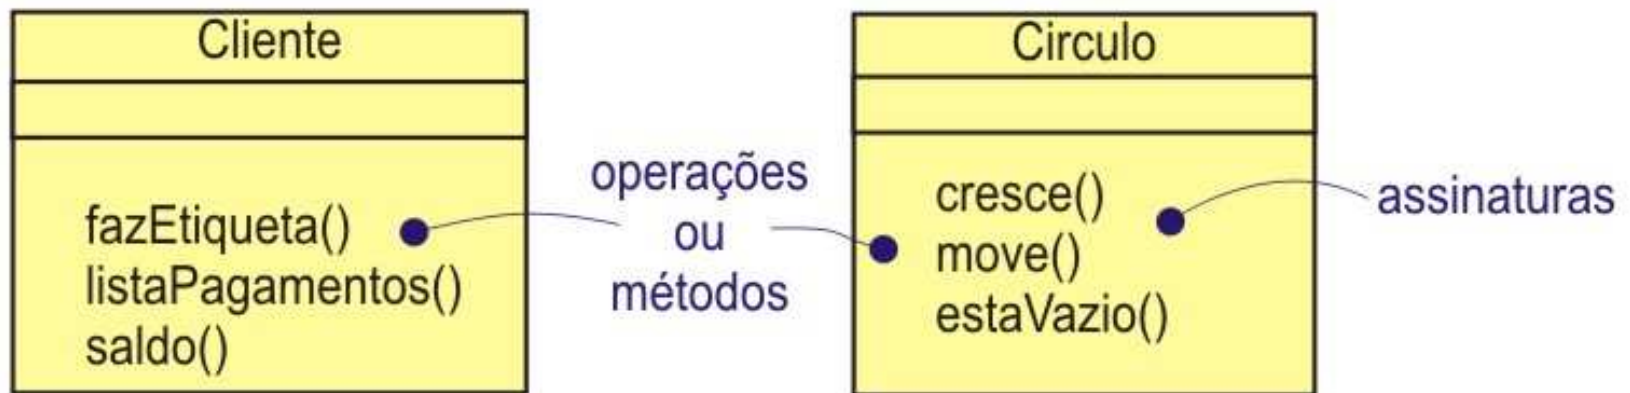 Cliente
fazEtiqueta()
listaPagamentos()
saldo()
operações
ou
métodos
Circulo
cresce()
move()
estaVazio()
assinaturas